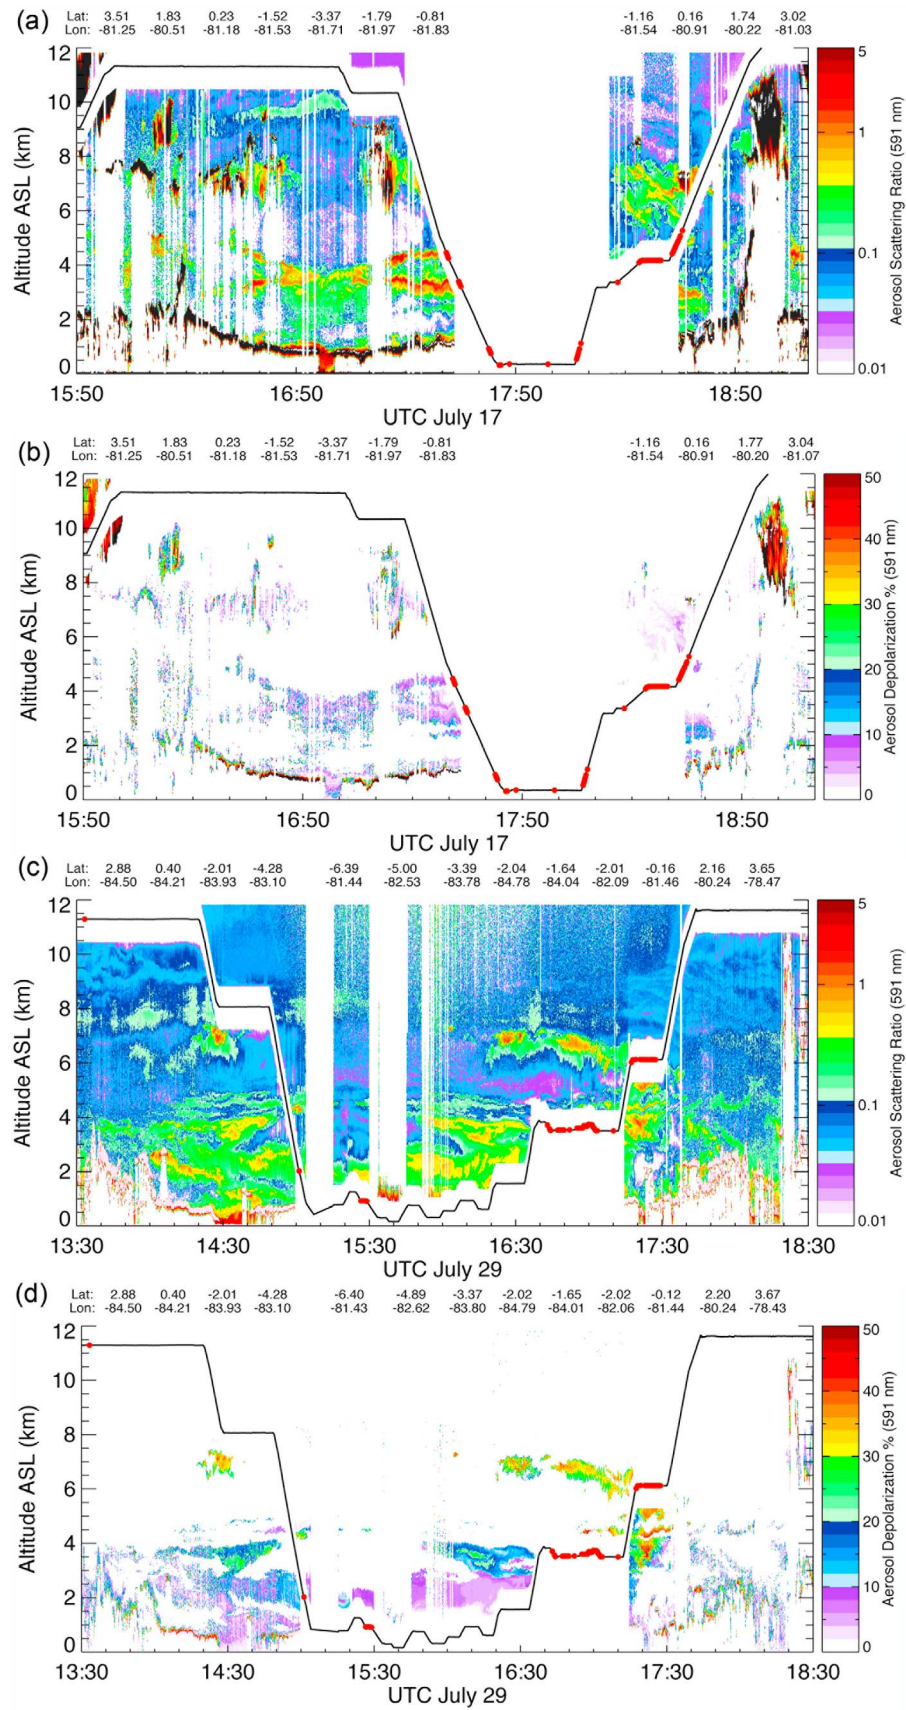 (a)
Lat: 3.51 1.83 0.23 -1.52 -3.37 -1.79 -0.81 -1.16 0.16 1.74 3.02
Lon: -81.25 -80.51 -81.18 -81.53 -81.71 -81.97 -81.83 -81.54 -80.91 -80.22 -81.03
12
10
8
6
4
2
0
Altitude ASL (km)
15:50 16:50 17:50 18:50
UTC July 17
5
1
0.1
0.01
Aerosol Scattering Ratio (591 nm)
(b)
Lat: 3.51 1.83 0.23 -1.52 -3.37 -1.79 -0.81 -1.16 0.16 1.77 3.04
Lon: -81.25 -80.51 -81.18 -81.53 -81.71 -81.97 -81.83 -81.54 -80.91 -80.20 -81.07
12
10
8
6
4
2
0
Altitude ASL (km)
15:50 16:50 17:50 18:50
UTC July 17
50
40
30
20
10
0
Aerosol Depolarization % (591 nm)
(c)
Lat: 2.88 0.40 -2.01 -4.28 -6.39 -5.00 -3.39 -2.04 -1.64 -2.01 -0.16 2.16 3.65
Lon: -84.50 -84.21 -83.93 -83.10 -81.44 -82.53 -83.78 -84.78 -84.04 -82.09 -81.46 -80.24 -78.47
12
10
8
6
4
2
0
Altitude ASL (km)
13:30 14:30 15:30 16:30 17:30 18:30
UTC July 29
5
1
0.1
0.01
Aerosol Scattering Ratio (591 nm)
(d)
Lat: 2.88 0.40 -2.01 -4.28 -6.40 -4.89 -3.37 -2.02 -1.65 -2.02 -0.12 2.20 3.67
Lon: -84.50 -84.21 -83.93 -83.10 -81.43 -82.62 -83.80 -84.79 -84.01 -82.06 -81.44 -80.24 -78.43
12
10
8
6
4
2
0
Altitude ASL (km)
13:30 14:30 15:30 16:30 17:30 18:30
UTC July 29
50
40
30
20
10
0
Aerosol Depolarization % (591 nm)